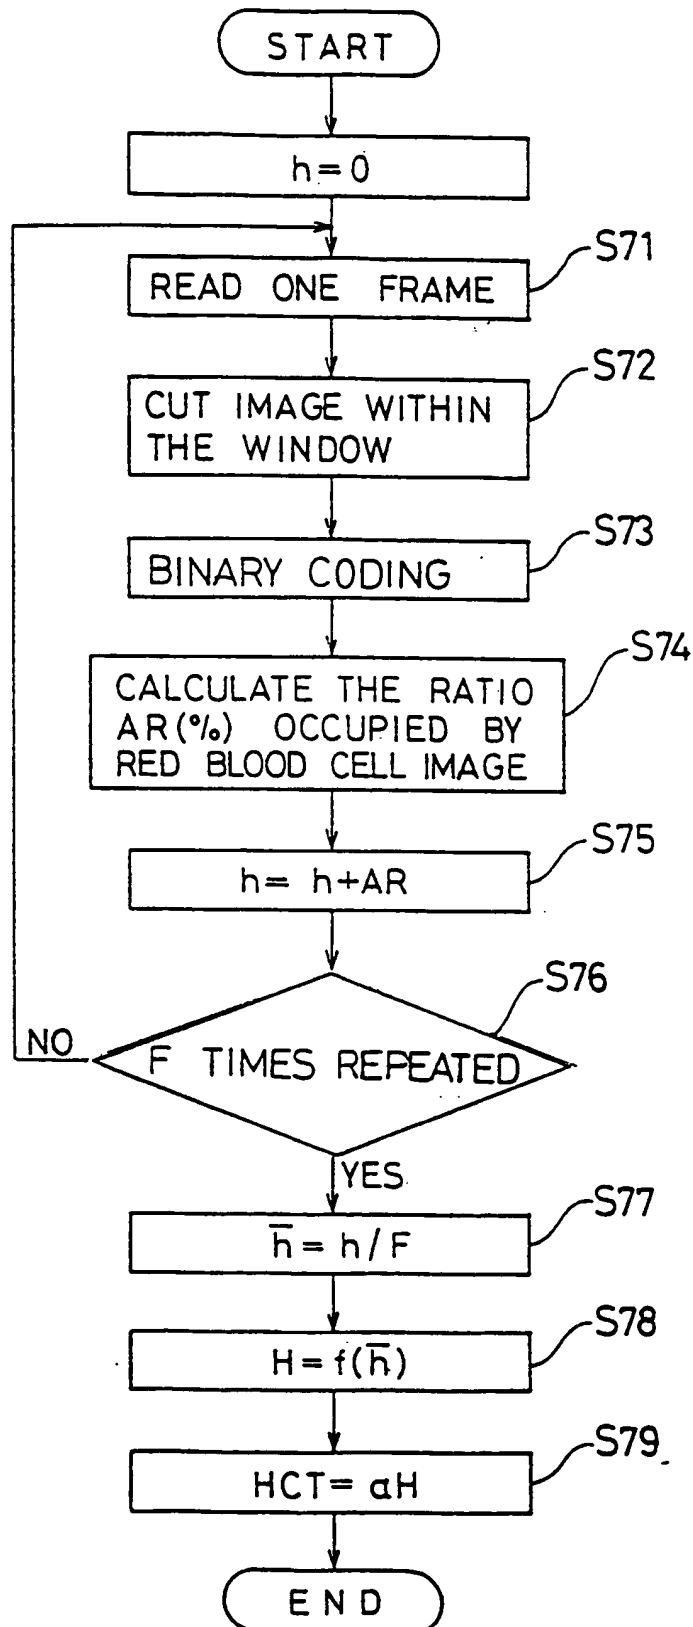 START
h=0
S71
READ ONE FRAME
S72
CUT IMAGE WITHIN
THE WINDOW
S73
BINARY CODING
S74
CALCULATE THE RATIO
AR(%) OCCUPIED BY
RED BLOOD CELL IMAGE
S75
h= h+AR
S76
NO
F TIMES REPEATED
YES
S77
h̅ = h/F
S78
H=f(h̅)
S79
HCT= aH
END